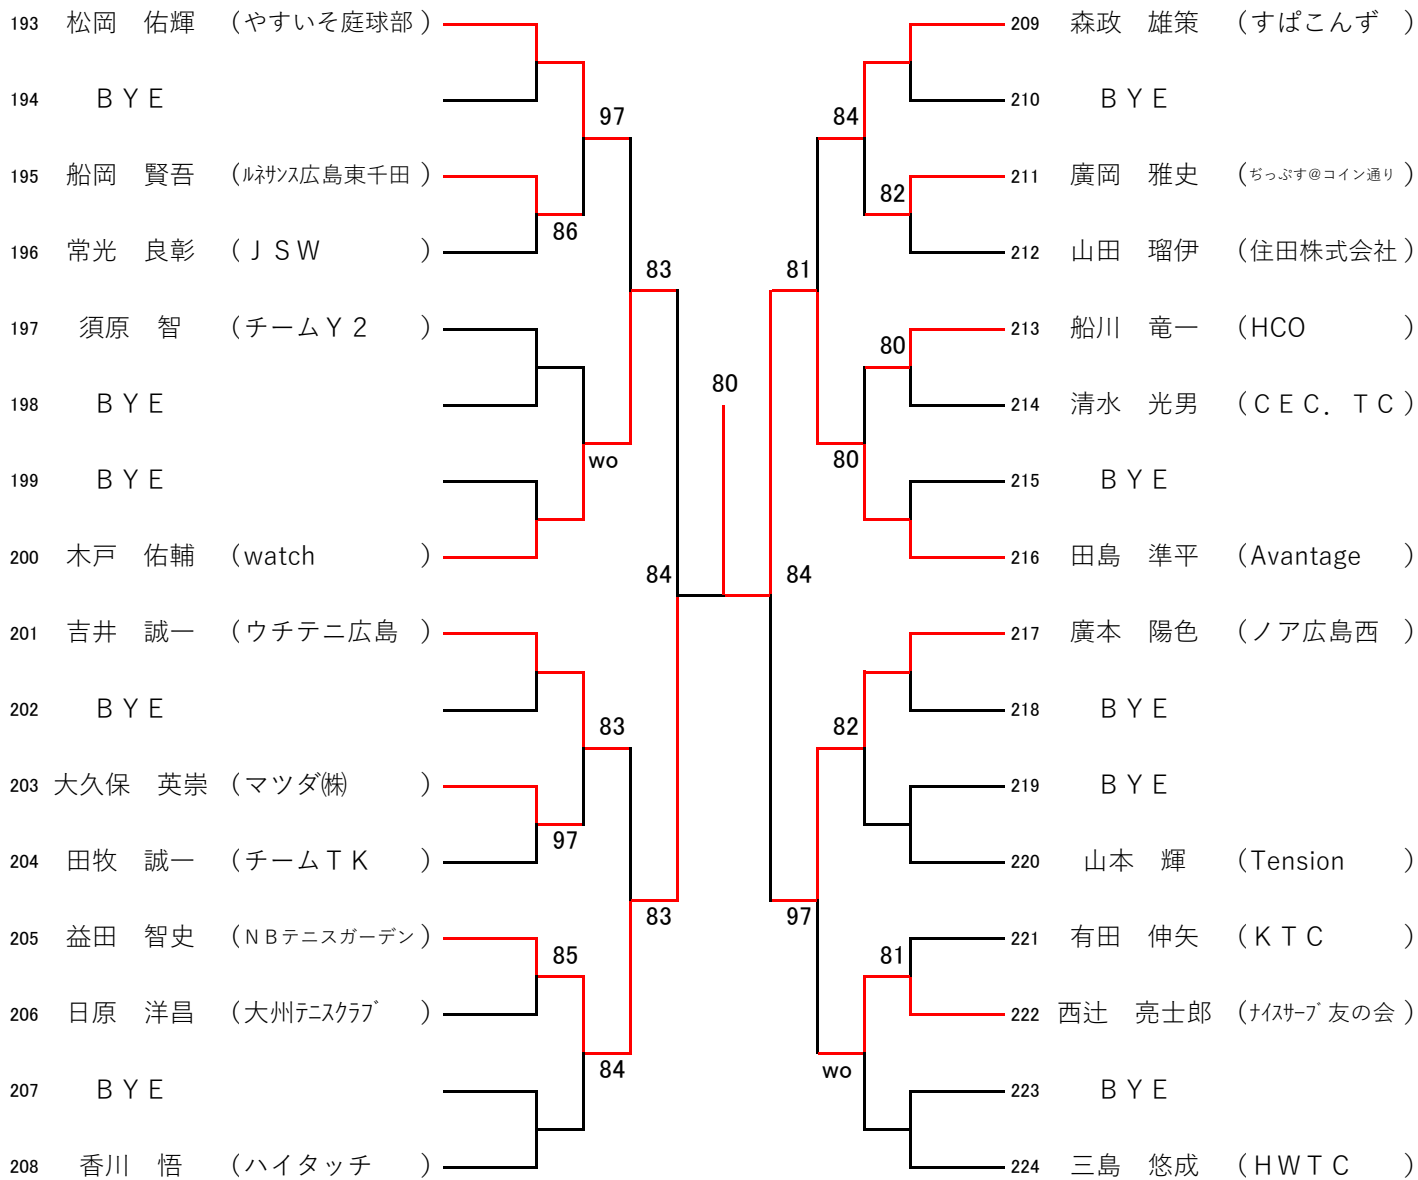 193 松岡　佑輝 （やすいそ庭球部）
194 ＢＹＥ
97
195 船岡　賢吾 （ﾙﾈｻﾝｽ広島東千田）
86
196 常光　良彰 （ＪＳＷ）
83
197 須原　智 （チームＹ２）
198 ＢＹＥ
wo
199 ＢＹＥ
200 木戸　佑輔 （watch）
84
201 吉井　誠一 （ウチテニ広島）
202 ＢＹＥ
83
203 大久保　英崇 （マツダ㈱）
97
204 田牧　誠一 （チームＴＫ）
83
205 益田　智史 （ＮＢテニスガーデン）
85
206 日原　洋昌 （大州ﾃﾆｽｸﾗﾌﾞ）
84
207 ＢＹＥ
208 香川　悟 （ハイタッチ）
80
209 森政　雄策 （すぱこんず）
210 ＢＹＥ
84
211 廣岡　雅史 （ぢっぷす＠コイン通り）
82
212 山田　瑠伊 （住田株式会社）
81
213 船川　竜一 （HCO）
80
214 清水　光男 （ＣＥＣ．ＴＣ）
80
215 ＢＹＥ
216 田島　準平 （Avantage）
84
217 廣本　陽色 （ノア広島西）
218 ＢＹＥ
82
219 ＢＹＥ
220 山本　輝 （Tension）
97
221 有田　伸矢 （ＫＴＣ）
81
222 西辻　亮士郎 （ﾅｲｽｻｰﾌﾞ友の会）
wo
223 ＢＹＥ
224 三島　悠成 （ＨＷＴＣ）